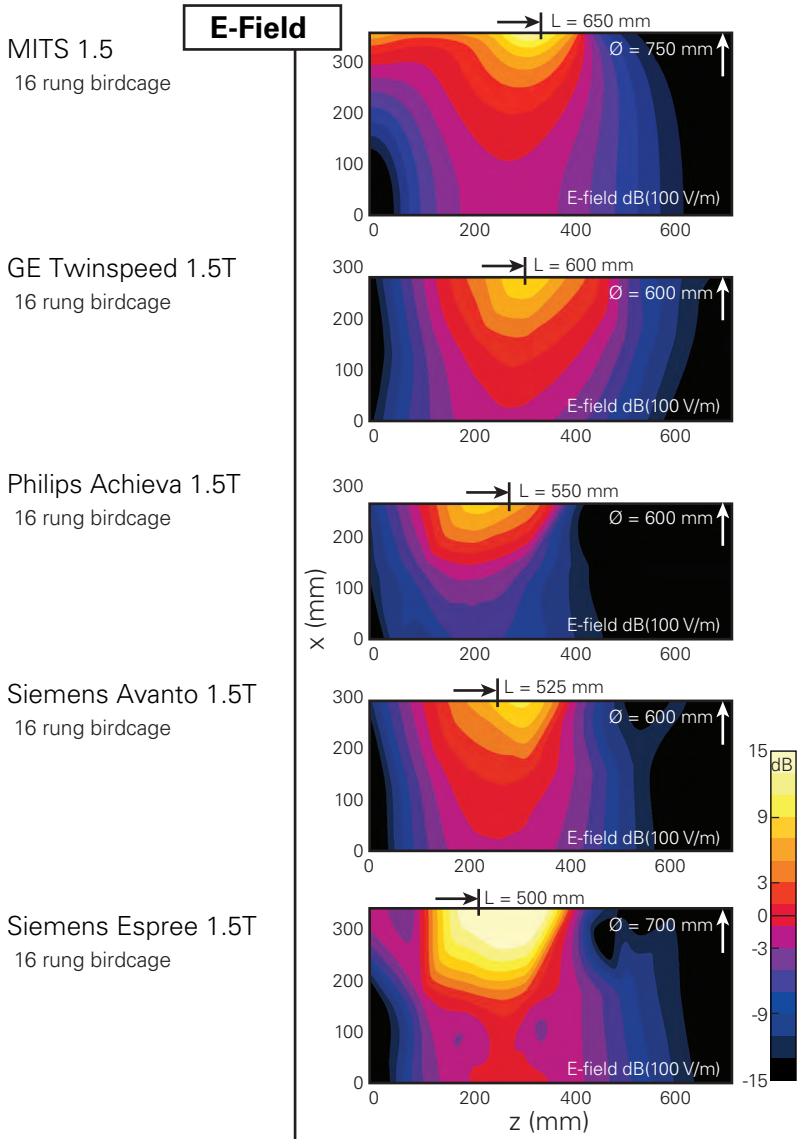 E-Field
MITS 1.5
16 rung birdcage
L = 650 mm
Ø = 750 mm
300
200
100
0
E-field dB(100 V/m)
0 200 400 600
GE Twinspeed 1.5T
16 rung birdcage
L = 600 mm
Ø = 600 mm
300
200
100
0
E-field dB(100 V/m)
0 200 400 600
Philips Achieva 1.5T
16 rung birdcage
L = 550 mm
Ø = 600 mm
300
200
100
0
E-field dB(100 V/m)
0 200 400 600
x (mm)
Siemens Avanto 1.5T
16 rung birdcage
L = 525 mm
Ø = 600 mm
300
200
100
0
E-field dB(100 V/m)
0 200 400 600
15
dB
9
3
0
-3
-9
-15
Siemens Espree 1.5T
16 rung birdcage
L = 500 mm
Ø = 700 mm
300
200
100
0
E-field dB(100 V/m)
0 200 400 600
z (mm)